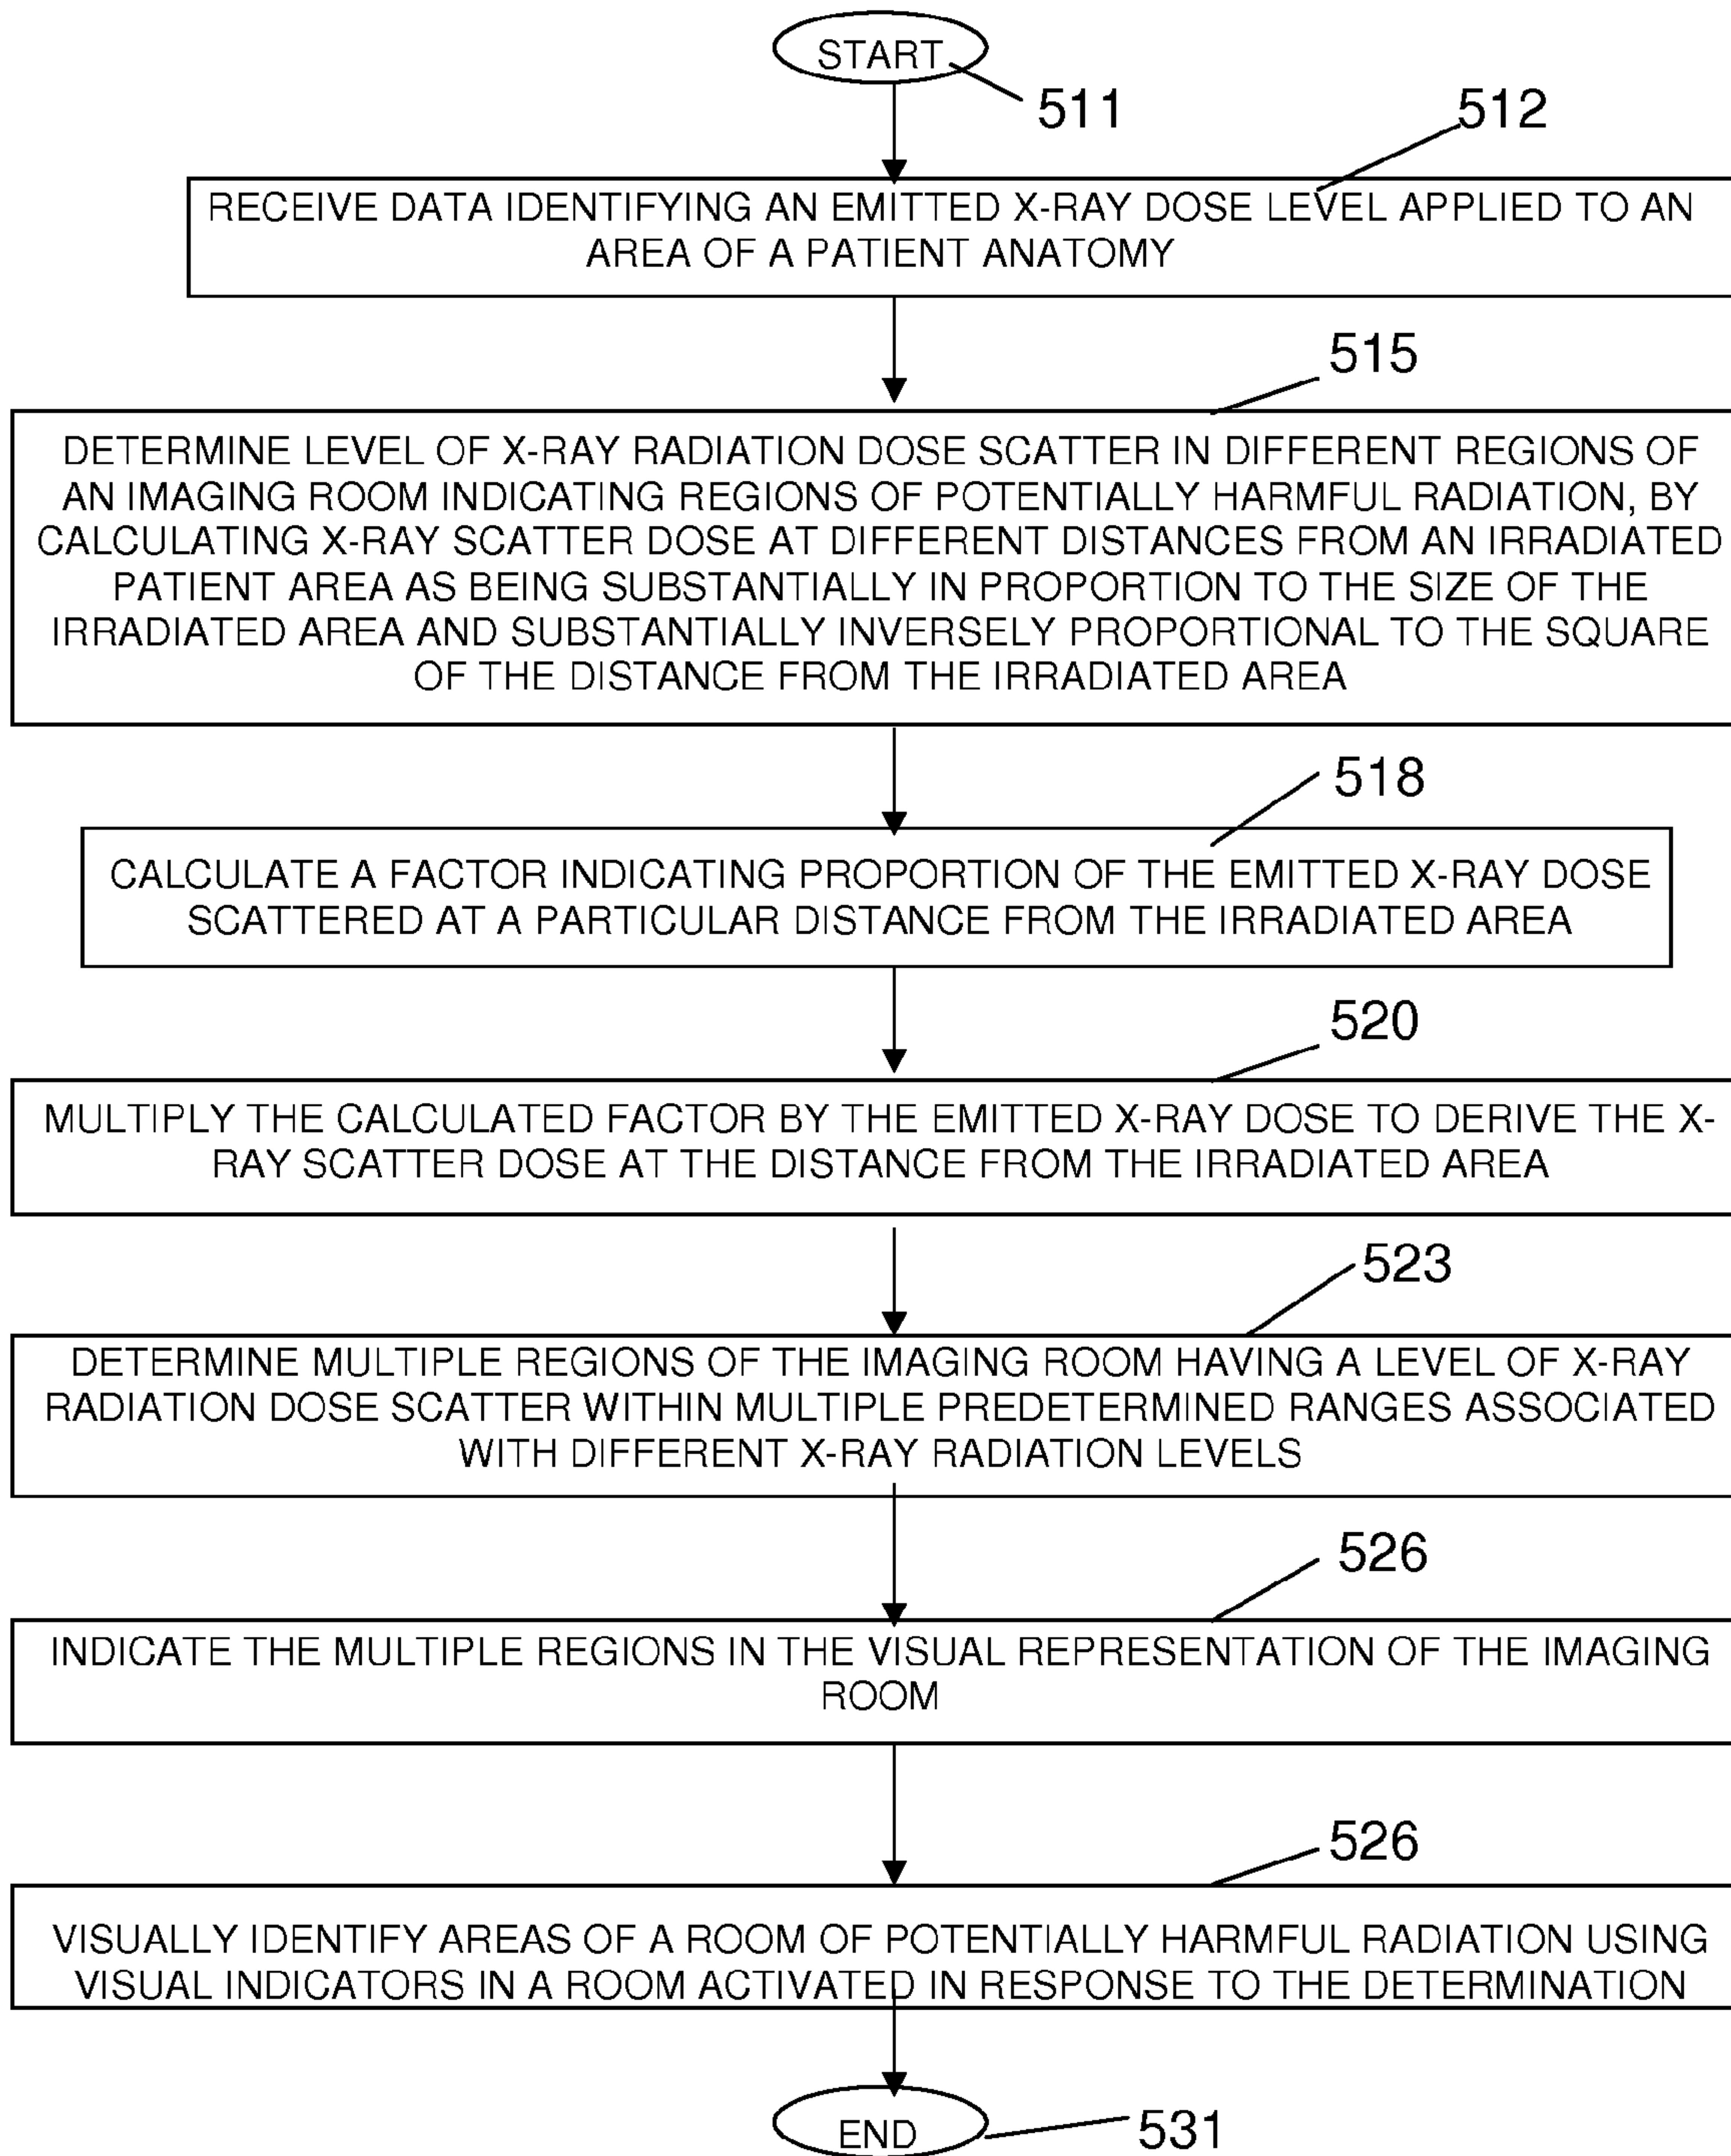 START
511
512
RECEIVE DATA IDENTIFYING AN EMITTED X-RAY DOSE LEVEL APPLIED TO AN
AREA OF A PATIENT ANATOMY
515
DETERMINE LEVEL OF X-RAY RADIATION DOSE SCATTER IN DIFFERENT REGIONS OF
AN IMAGING ROOM INDICATING REGIONS OF POTENTIALLY HARMFUL RADIATION, BY
CALCULATING X-RAY SCATTER DOSE AT DIFFERENT DISTANCES FROM AN IRRADIATED
PATIENT AREA AS BEING SUBSTANTIALLY IN PROPORTION TO THE SIZE OF THE
IRRADIATED AREA AND SUBSTANTIALLY INVERSELY PROPORTIONAL TO THE SQUARE
OF THE DISTANCE FROM THE IRRADIATED AREA
518
CALCULATE A FACTOR INDICATING PROPORTION OF THE EMITTED X-RAY DOSE
SCATTERED AT A PARTICULAR DISTANCE FROM THE IRRADIATED AREA
520
MULTIPLY THE CALCULATED FACTOR BY THE EMITTED X-RAY DOSE TO DERIVE THE X-
RAY SCATTER DOSE AT THE DISTANCE FROM THE IRRADIATED AREA
523
DETERMINE MULTIPLE REGIONS OF THE IMAGING ROOM HAVING A LEVEL OF X-RAY
RADIATION DOSE SCATTER WITHIN MULTIPLE PREDETERMINED RANGES ASSOCIATED
WITH DIFFERENT X-RAY RADIATION LEVELS
526
INDICATE THE MULTIPLE REGIONS IN THE VISUAL REPRESENTATION OF THE IMAGING
ROOM
526
VISUALLY IDENTIFY AREAS OF A ROOM OF POTENTIALLY HARMFUL RADIATION USING
VISUAL INDICATORS IN A ROOM ACTIVATED IN RESPONSE TO THE DETERMINATION
END
531